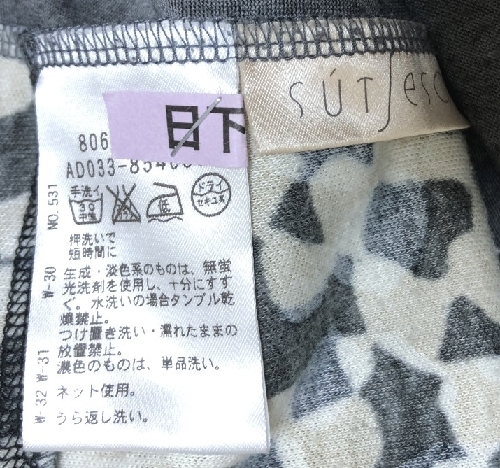 SÚTJesc
日下
806
AD033-85400
手洗イ
30
中性
低
ドライ
セキユ系
NO.531
押洗いで
短時間に
W-30
生成・淡色系のものは、無蛍
光洗剤を使用し、十分にすす
ぐ。水洗いの場合タンブル乾
燥禁止。
つけ置き洗い・濡れたままの
放置禁止。
W-31
濃色のものは、単品洗い。
W-32
ネット使用。
うら返し洗い。